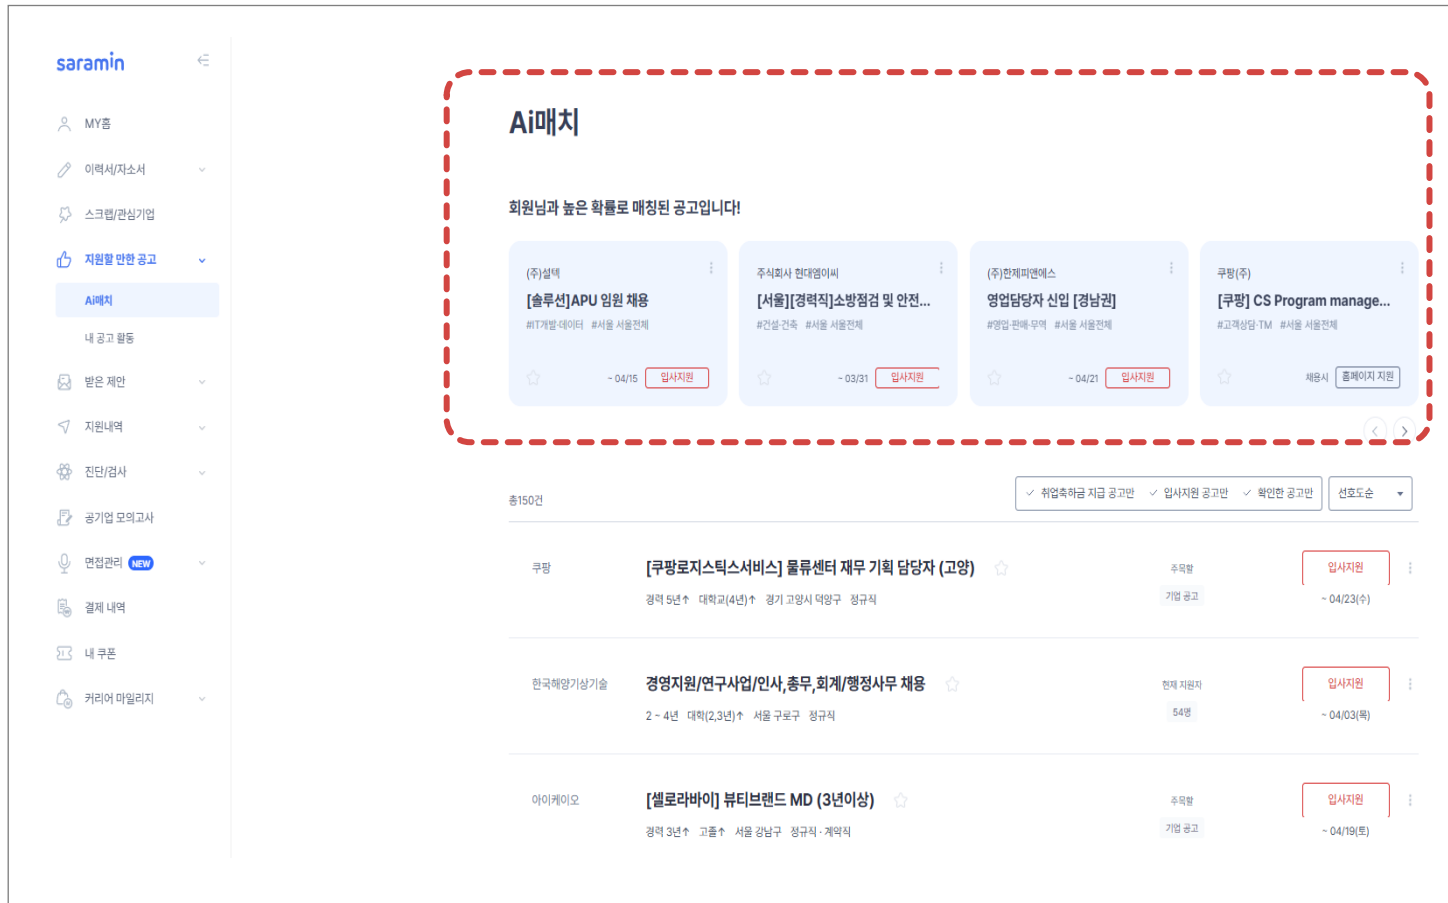 saramin
MY홈
이력서/자소서
스크랩/관심기업
지원할 만한 공고
Ai매치
내 공고 활동
받은 제안
지원내역
진단/검사
공기업 모의고사
면접관리 NEW
결제 내역
내 쿠폰
커리어 마일리지
Ai매치
회원님과 높은 확률로 매칭된 공고입니다!
(주)설텍
[솔루션]APU 임원 채용
#IT개발·데이터 #서울 서울전체
~ 04/15 입사지원
주식회사 현대엠이씨
[서울][경력직]소방점검 및 안전...
#건설·건축 #서울 서울전체
~ 03/31 입사지원
(주)한제피앤에스
영업담당자 신입 [경남권]
#영업·판매·무역 #서울 서울전체
~ 04/21 입사지원
쿠팡(주)
[쿠팡] CS Program manage...
#고객상담·TM #서울 서울전체
채용시 홈페이지 지원
총150건
취업축하금 지급 공고만 입사지원 공고만 확인한 공고만 선호도순
쿠팡 [쿠팡로지스틱스서비스] 물류센터 재무 기획 담당자 (고양) 주목할 입사지원
경력 5년↑ 대학교(4년)↑ 경기 고양시 덕양구 정규직 기업 공고 ~ 04/23(수)
한국해양기상기술 경영지원/연구사업/인사,총무,회계/행정사무 채용 현재 지원자 입사지원
2 ~ 4년 대학(2,3년)↑ 서울 구로구 정규직 54명 ~ 04/03(목)
아이케이오 [셀로라바이] 뷰티브랜드 MD (3년이상) 주목할 입사지원
경력 3년↑ 고졸↑ 서울 강남구 정규직 · 계약직 기업 공고 ~ 04/19(토)